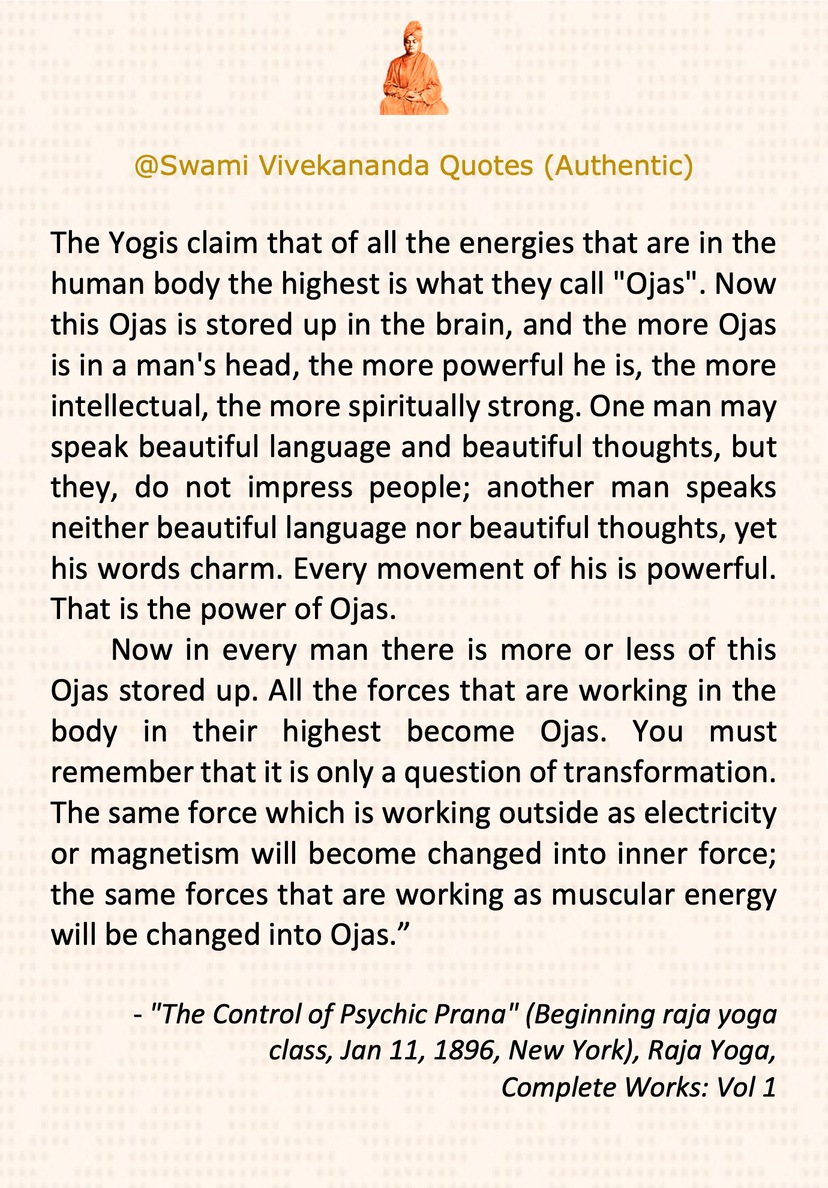 @Swami Vivekananda Quotes (Authentic)
The Yogis claim that of all the energies that are in the
human body the highest is what they call "Ojas". Now
this Ojas is stored up in the brain, and the more Ojas
is in a man's head, the more powerful he is, the more
intellectual, the more spiritually strong. One man may
speak beautiful language and beautiful thoughts, but
they, do not impress people; another man speaks
neither beautiful language nor beautiful thoughts, yet
his words charm. Every movement of his is powerful.
That is the power of Ojas.
Now in every man there is more or less of this
Ojas stored up. All the forces that are working in the
body in their highest become Ojas. You must
remember that it is only a question of transformation.
The same force which is working outside as electricity
or magnetism will become changed into inner force;
the same forces that are working as muscular energy
will be changed into Ojas.”
- "The Control of Psychic Prana" (Beginning raja yoga
class, Jan 11, 1896, New York), Raja Yoga,
Complete Works: Vol 1